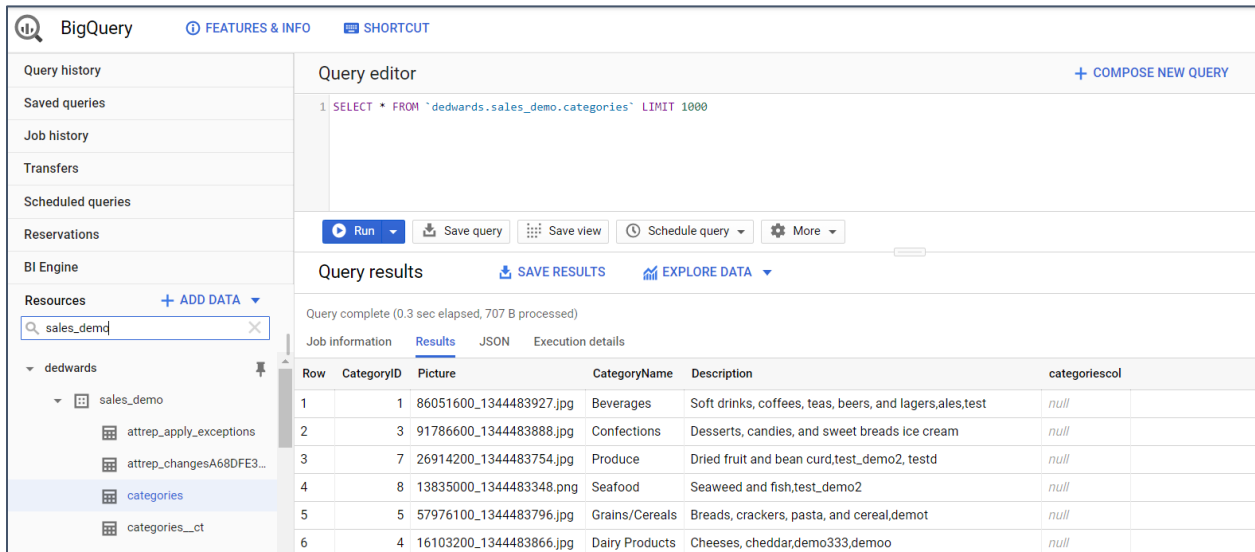 BigQuery FEATURES & INFO SHORTCUT
Query history
Saved queries
Job history
Transfers
Scheduled queries
Reservations
BI Engine
Resources + ADD DATA
sales_demo
dedwards
sales_demo
attrep_apply_exceptions
attrep_changesA68DFE3...
categories
categories__ct
Query editor + COMPOSE NEW QUERY
1 SELECT * FROM `dedwards.sales_demo.categories` LIMIT 1000
Run Save query Save view Schedule query More
Query results SAVE RESULTS EXPLORE DATA
Query complete (0.3 sec elapsed, 707 B processed)
Job information Results JSON Execution details
Row CategoryID Picture CategoryName Description categoriescol
1 1 86051600_1344483927.jpg Beverages Soft drinks, coffees, teas, beers, and lagers,ales,test null
2 3 91786600_1344483888.jpg Confections Desserts, candies, and sweet breads ice cream null
3 7 26914200_1344483754.jpg Produce Dried fruit and bean curd,test_demo2, testd null
4 8 13835000_1344483348.png Seafood Seaweed and fish,test_demo2 null
5 5 57976100_1344483796.jpg Grains/Cereals Breads, crackers, pasta, and cereal,demot null
6 4 16103200_1344483866.jpg Dairy Products Cheeses, cheddar,demo333,demoo null